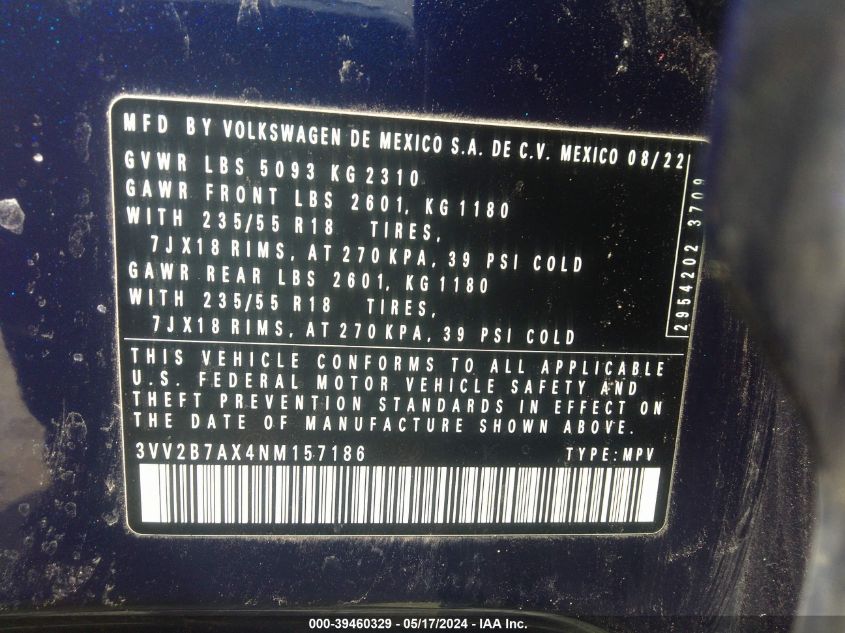 MFD BY VOLKSWAGEN DE MEXICO S.A. DE C.V. MEXICO 08/22
GVWR LBS 5093 KG 2310
GAWR FRONT LBS 2601, KG 1180
WITH 235/55 R18 TIRES,
7JX18 RIMS, AT 270 KPA, 39 PSI COLD
GAWR REAR LBS 2601, KG 1180
WITH 235/55 R18 TIRES,
7JX18 RIMS, AT 270 KPA, 39 PSI COLD
2954202 3709
THIS VEHICLE CONFORMS TO ALL APPLICABLE
U.S. FEDERAL MOTOR VEHICLE SAFETY AND
THEFT PREVENTION STANDARDS IN EFFECT ON
THE DATE OF MANUFACTURE SHOWN ABOVE.
3VV2B7AX4NM157186 TYPE: MPV
000-39460329 - 05/17/2024 - IAA Inc.